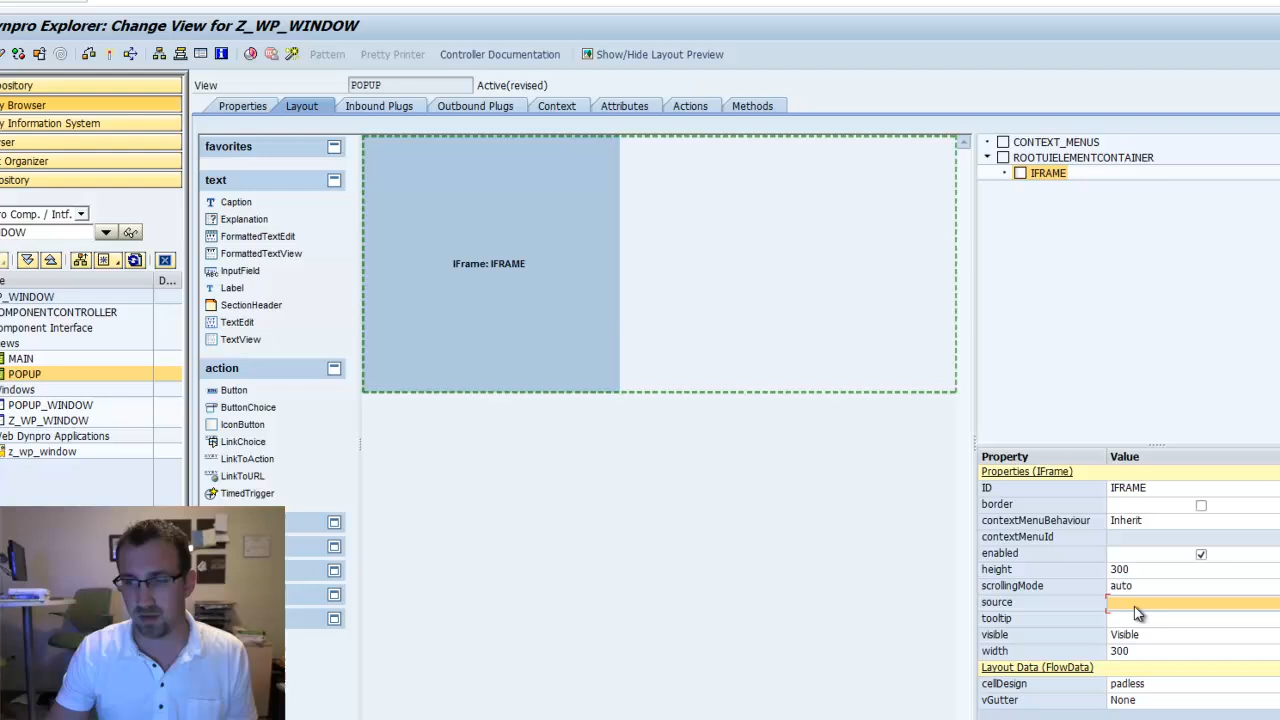 ynpro Explorer: Change View for Z_WP_WINDOW
Pattern Pretty Printer Controller Documentation Show/Hide Layout Preview
pository
y Browser
y Information System
ser
t Organizer
pository
ro Comp. / Intf.
DOW
e D...
P_WINDOW
OMPONENTCONTROLLER
omponent Interface
ews
MAIN
POPUP
indows
POPUP_WINDOW
Z_WP_WINDOW
eb Dynpro Applications
z_wp_window
View POPUP Active(revised)
Properties Layout Inbound Plugs Outbound Plugs Context Attributes Actions Methods
favorites
text
Caption
Explanation
FormattedTextEdit
FormattedTextView
InputField
Label
SectionHeader
TextEdit
TextView
action
Button
ButtonChoice
IconButton
LinkChoice
LinkToAction
LinkToURL
TimedTrigger
IFrame: IFRAME
CONTEXT_MENUS
ROOTUIELEMENTCONTAINER
IFRAME
Property Value
Properties (IFrame)
ID IFRAME
border
contextMenuBehaviour Inherit
contextMenuId
enabled
height 300
scrollingMode auto
source
tooltip
visible Visible
width 300
Layout Data (FlowData)
cellDesign padless
vGutter None